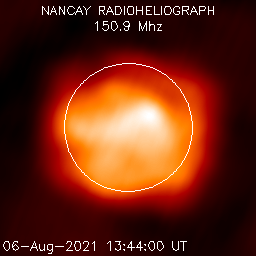 NANCAY RADIOHELIOGRAPH
150.9 Mhz
06-Aug-2021 13:44:00 UT